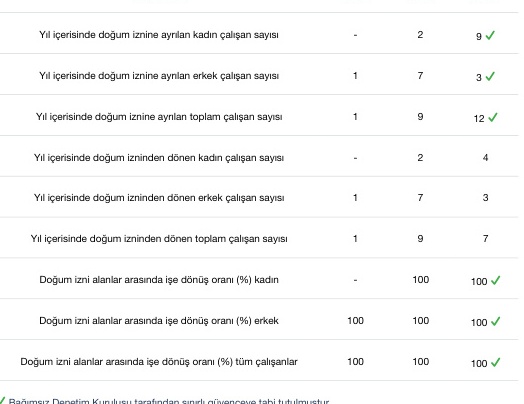 Yıl içerisinde doğum iznine ayrılan kadın çalışan sayısı - 2 9 ✓
Yıl içerisinde doğum iznine ayrılan erkek çalışan sayısı 1 7 3 ✓
Yıl içerisinde doğum iznine ayrılan toplam çalışan sayısı 1 9 12 ✓
Yıl içerisinde doğum izninden dönen kadın çalışan sayısı - 2 4
Yıl içerisinde doğum izninden dönen erkek çalışan sayısı 1 7 3
Yıl içerisinde doğum izninden dönen toplam çalışan sayısı 1 9 7
Doğum izni alanlar arasında işe dönüş oranı (%) kadın - 100 100 ✓
Doğum izni alanlar arasında işe dönüş oranı (%) erkek 100 100 100 ✓
Doğum izni alanlar arasında işe dönüş oranı (%) tüm çalışanlar 100 100 100 ✓
✓ Bağımsız Denetim Kuruluşu tarafından sınırlı güvenceye tabi tutulmuştur